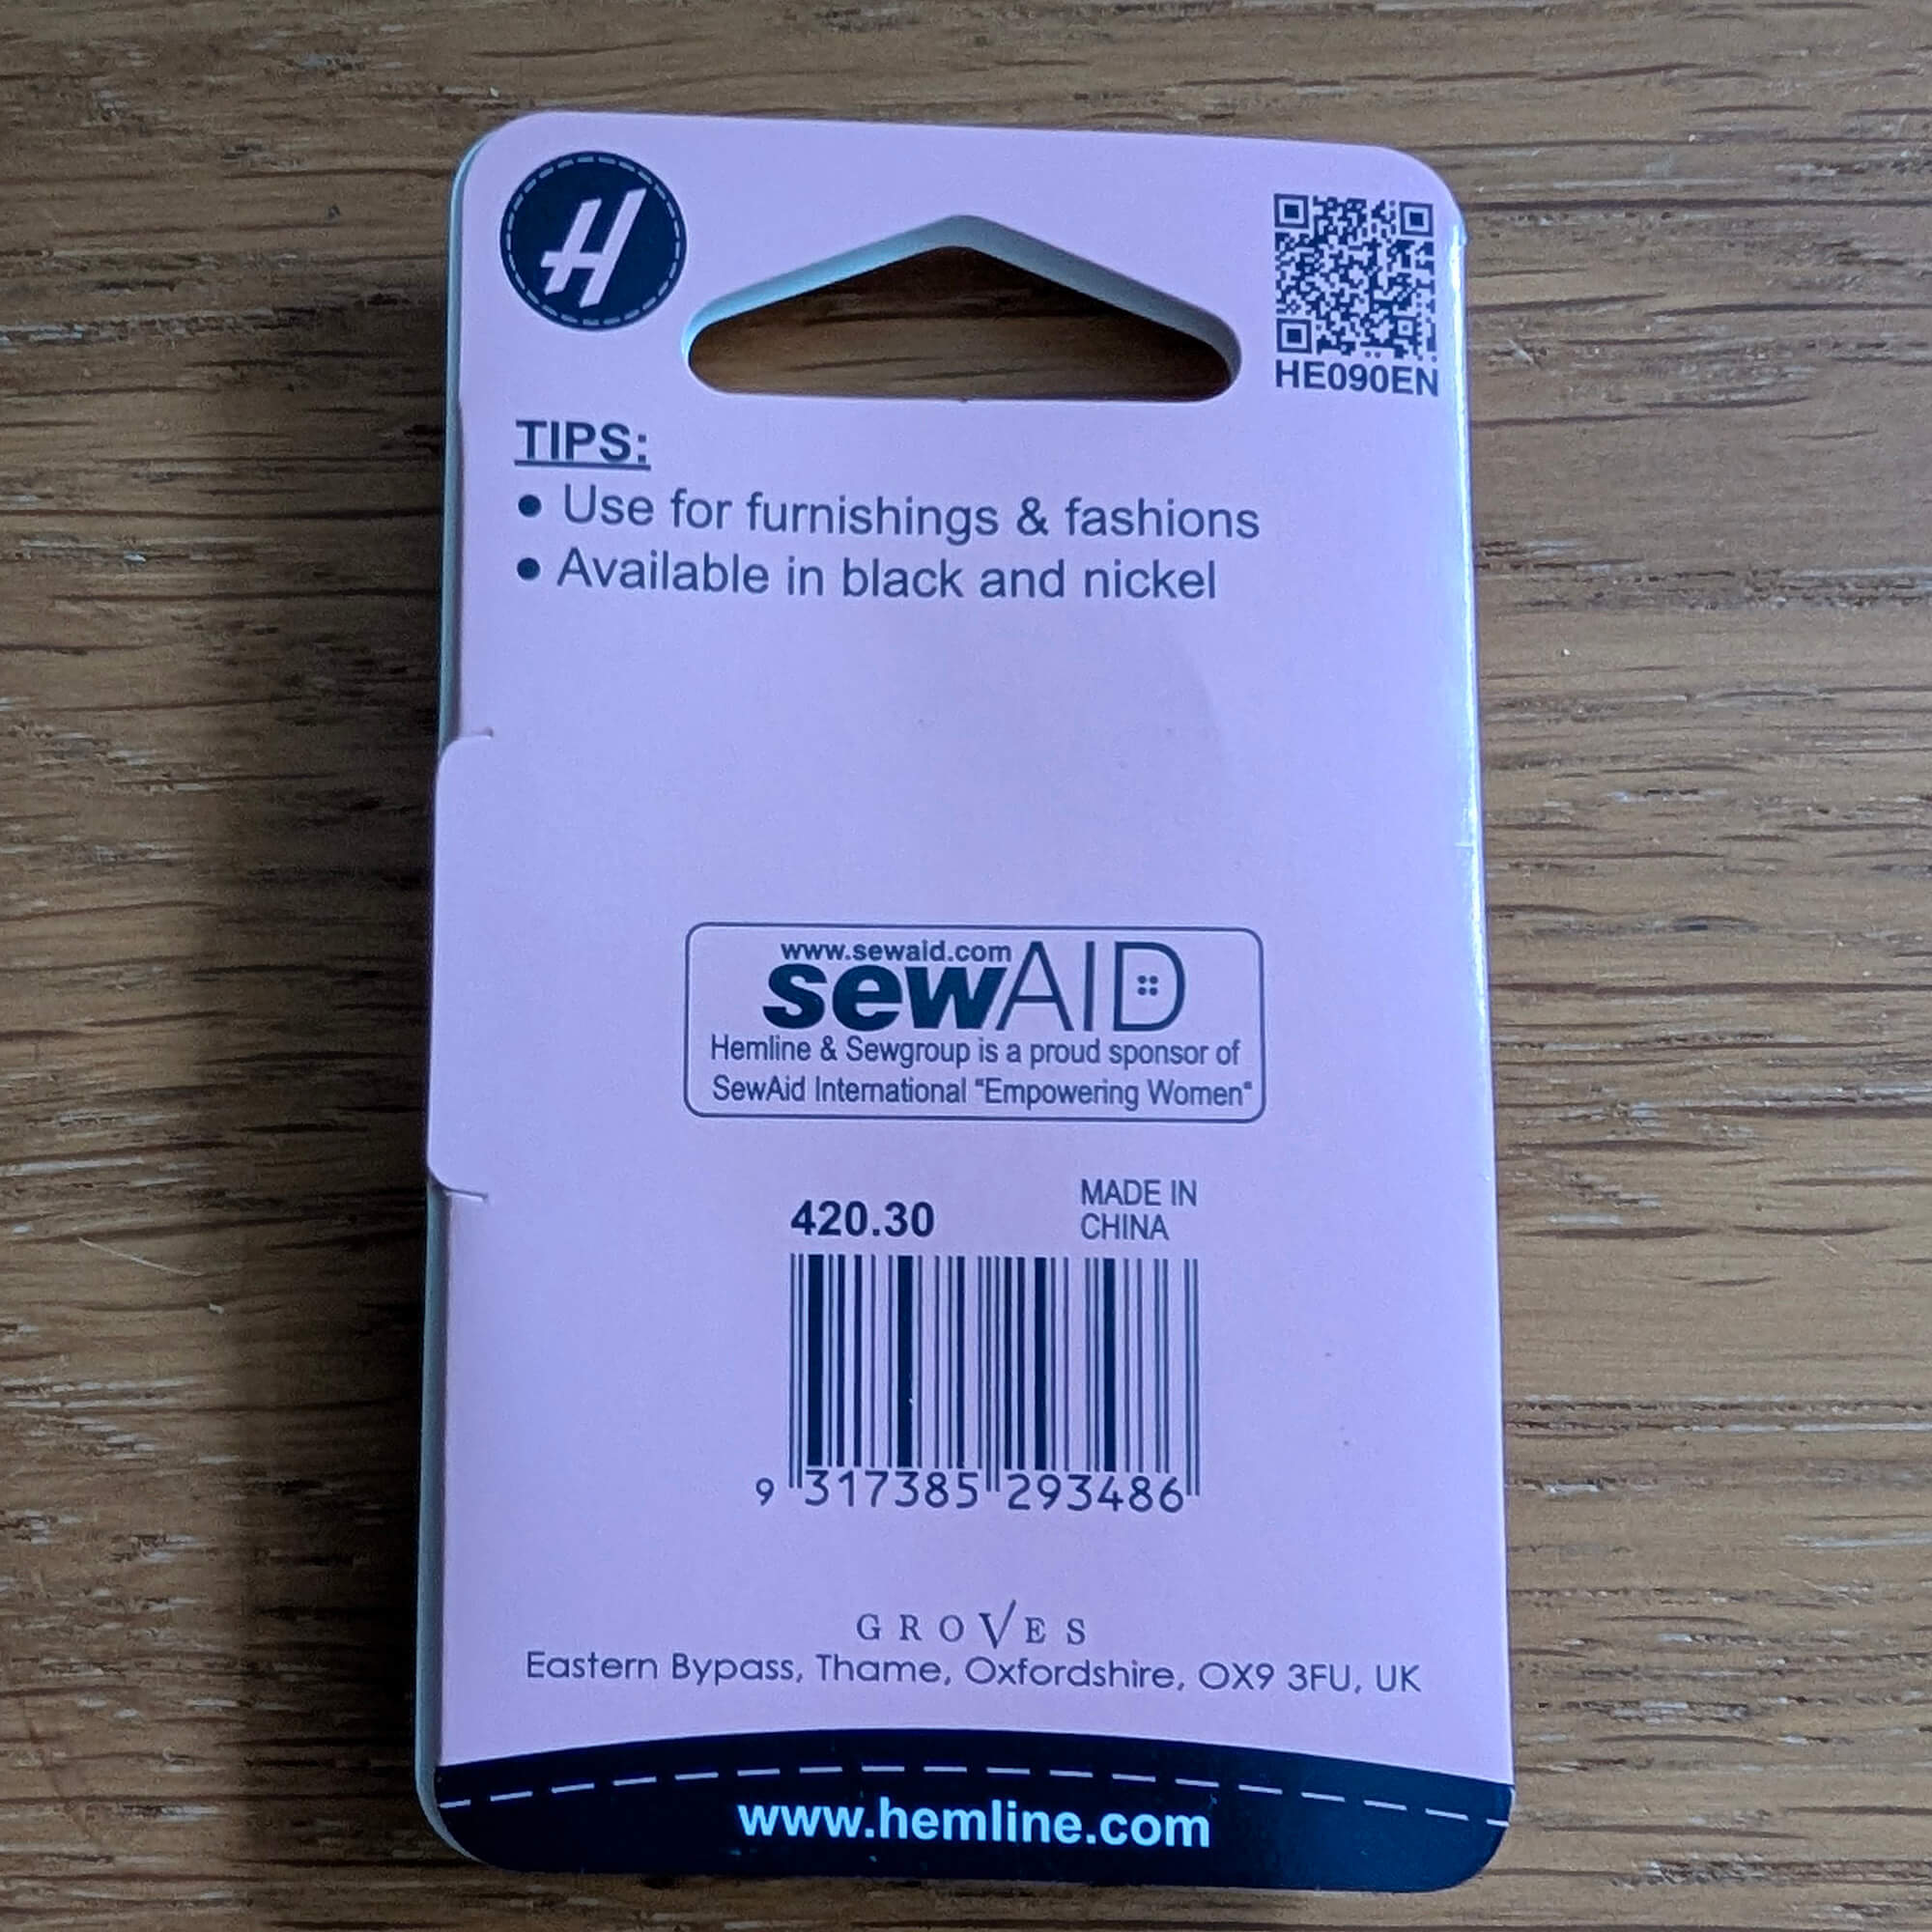 H
HE090EN
TIPS:
• Use for furnishings & fashions
• Available in black and nickel
www.sewaid.com
sewAID
Hemline & Sewgroup is a proud sponsor of
SewAid International "Empowering Women"
420.30
MADE IN
CHINA
9 317385 293486
GROVES
Eastern Bypass, Thame, Oxfordshire, OX9 3FU, UK
www.hemline.com